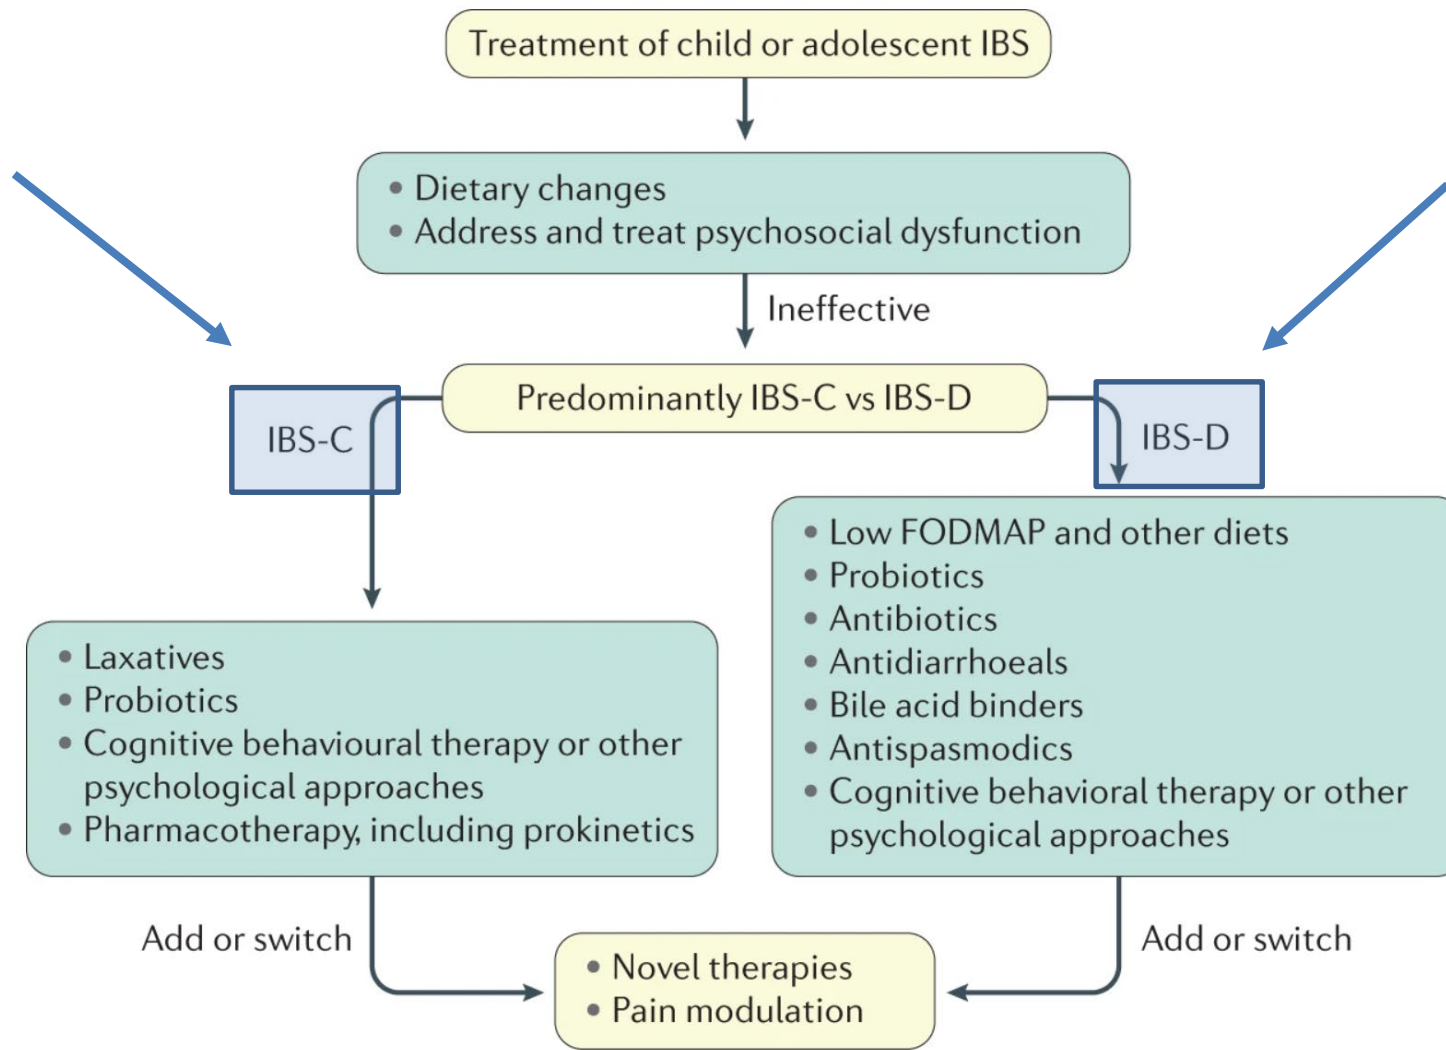 Treatment of child or adolescent IBS
• Dietary changes
• Address and treat psychosocial dysfunction
Ineffective
Predominantly IBS-C vs IBS-D
IBS-C
IBS-D
• Laxatives
• Probiotics
• Cognitive behavioural therapy or other
psychological approaches
• Pharmacotherapy, including prokinetics
• Low FODMAP and other diets
• Probiotics
• Antibiotics
• Antidiarrhoeals
• Bile acid binders
• Antispasmodics
• Cognitive behavioral therapy or other
psychological approaches
Add or switch
Add or switch
• Novel therapies
• Pain modulation